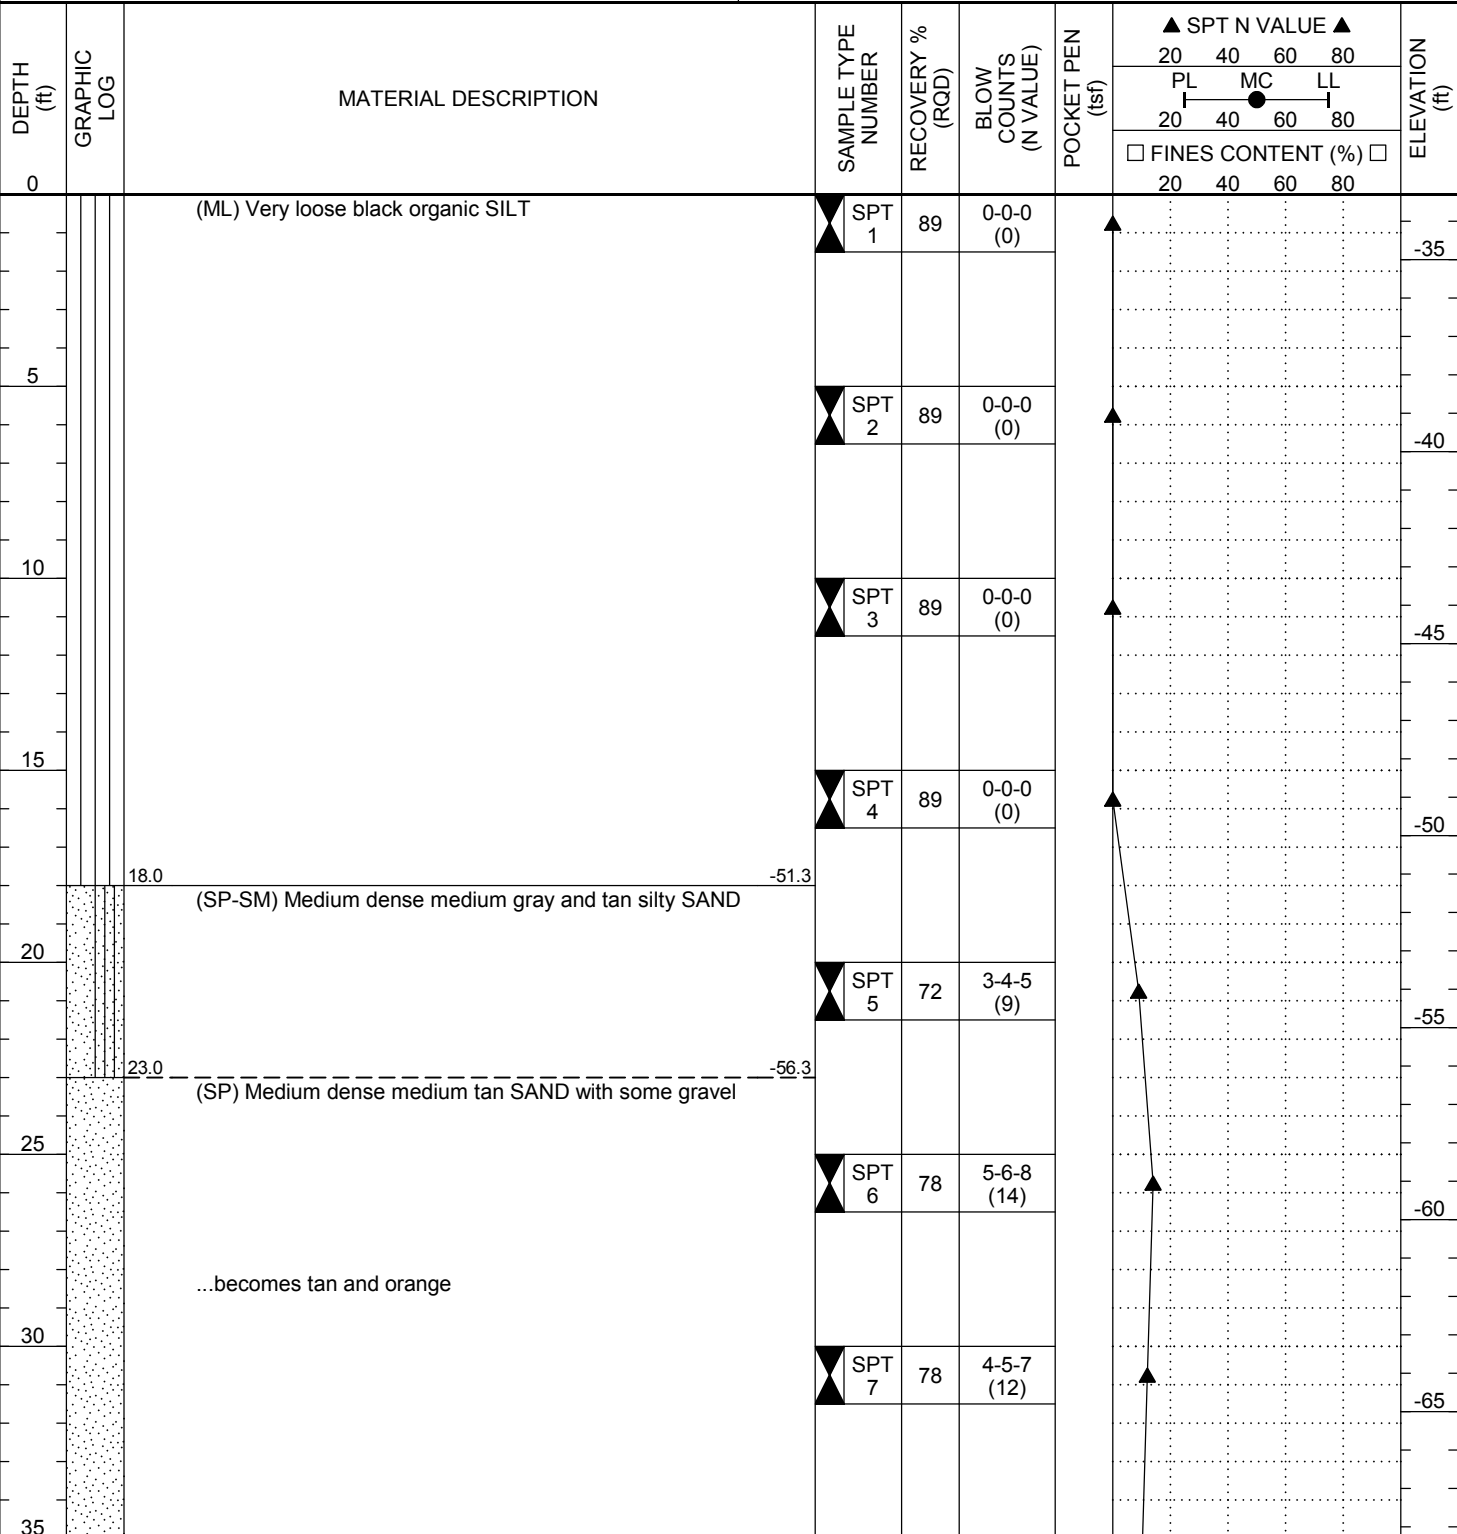 DEPTH
(ft)
GRAPHIC
LOG
MATERIAL DESCRIPTION
SAMPLE TYPE
NUMBER
RECOVERY %
(RQD)
BLOW
COUNTS
(N VALUE)
POCKET PEN
(tsf)
▲ SPT N VALUE ▲
20 40 60 80
PL MC LL
20 40 60 80
□ FINES CONTENT (%) □
20 40 60 80
ELEVATION
(ft)
0
(ML) Very loose black organic SILT
SPT
1
89
0-0-0
(0)
-35
5
SPT
2
89
0-0-0
(0)
-40
10
SPT
3
89
0-0-0
(0)
-45
15
SPT
4
89
0-0-0
(0)
-50
18.0 -51.3
(SP-SM) Medium dense medium gray and tan silty SAND
20
SPT
5
72
3-4-5
(9)
-55
23.0 -56.3
(SP) Medium dense medium tan SAND with some gravel
25
SPT
6
78
5-6-8
(14)
-60
...becomes tan and orange
30
SPT
7
78
4-5-7
(12)
-65
35